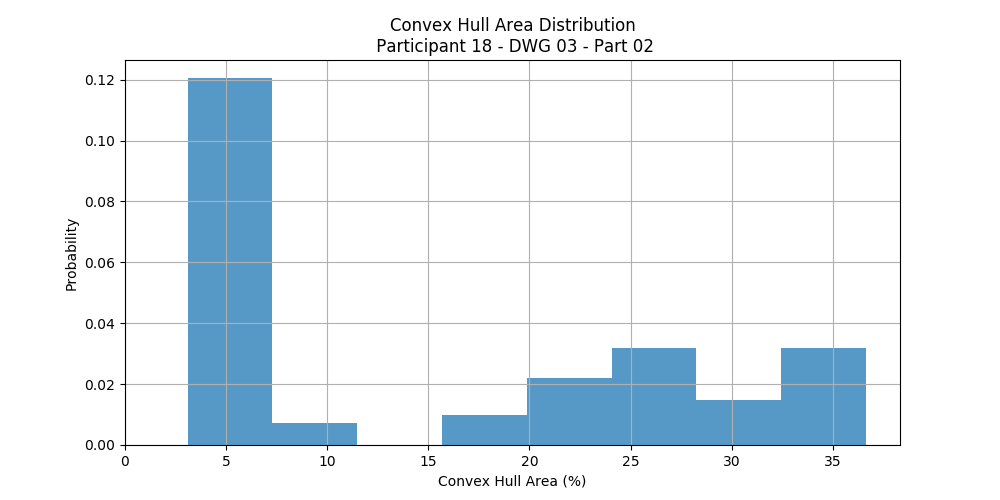 Convex Hull Area Distribution
Participant 18 - DWG 03 - Part 02
0.12
0.10
0.08
0.06
0.04
0.02
0.00
Probability
0 5 10 15 20 25 30 35
Convex Hull Area (%)